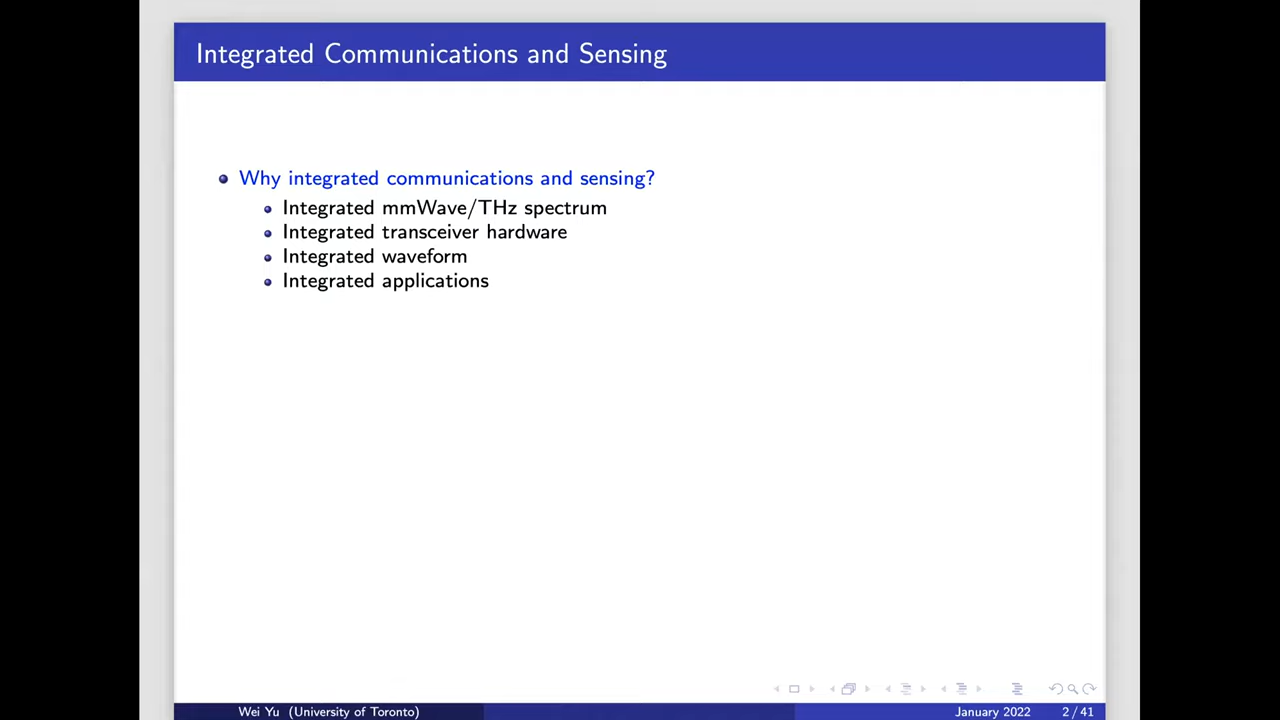 Integrated Communications and Sensing
Why integrated communications and sensing?
Integrated mmWave/THz spectrum
Integrated transceiver hardware
Integrated waveform
Integrated applications
Wei Yu (University of Toronto)
January 2022
2 / 41